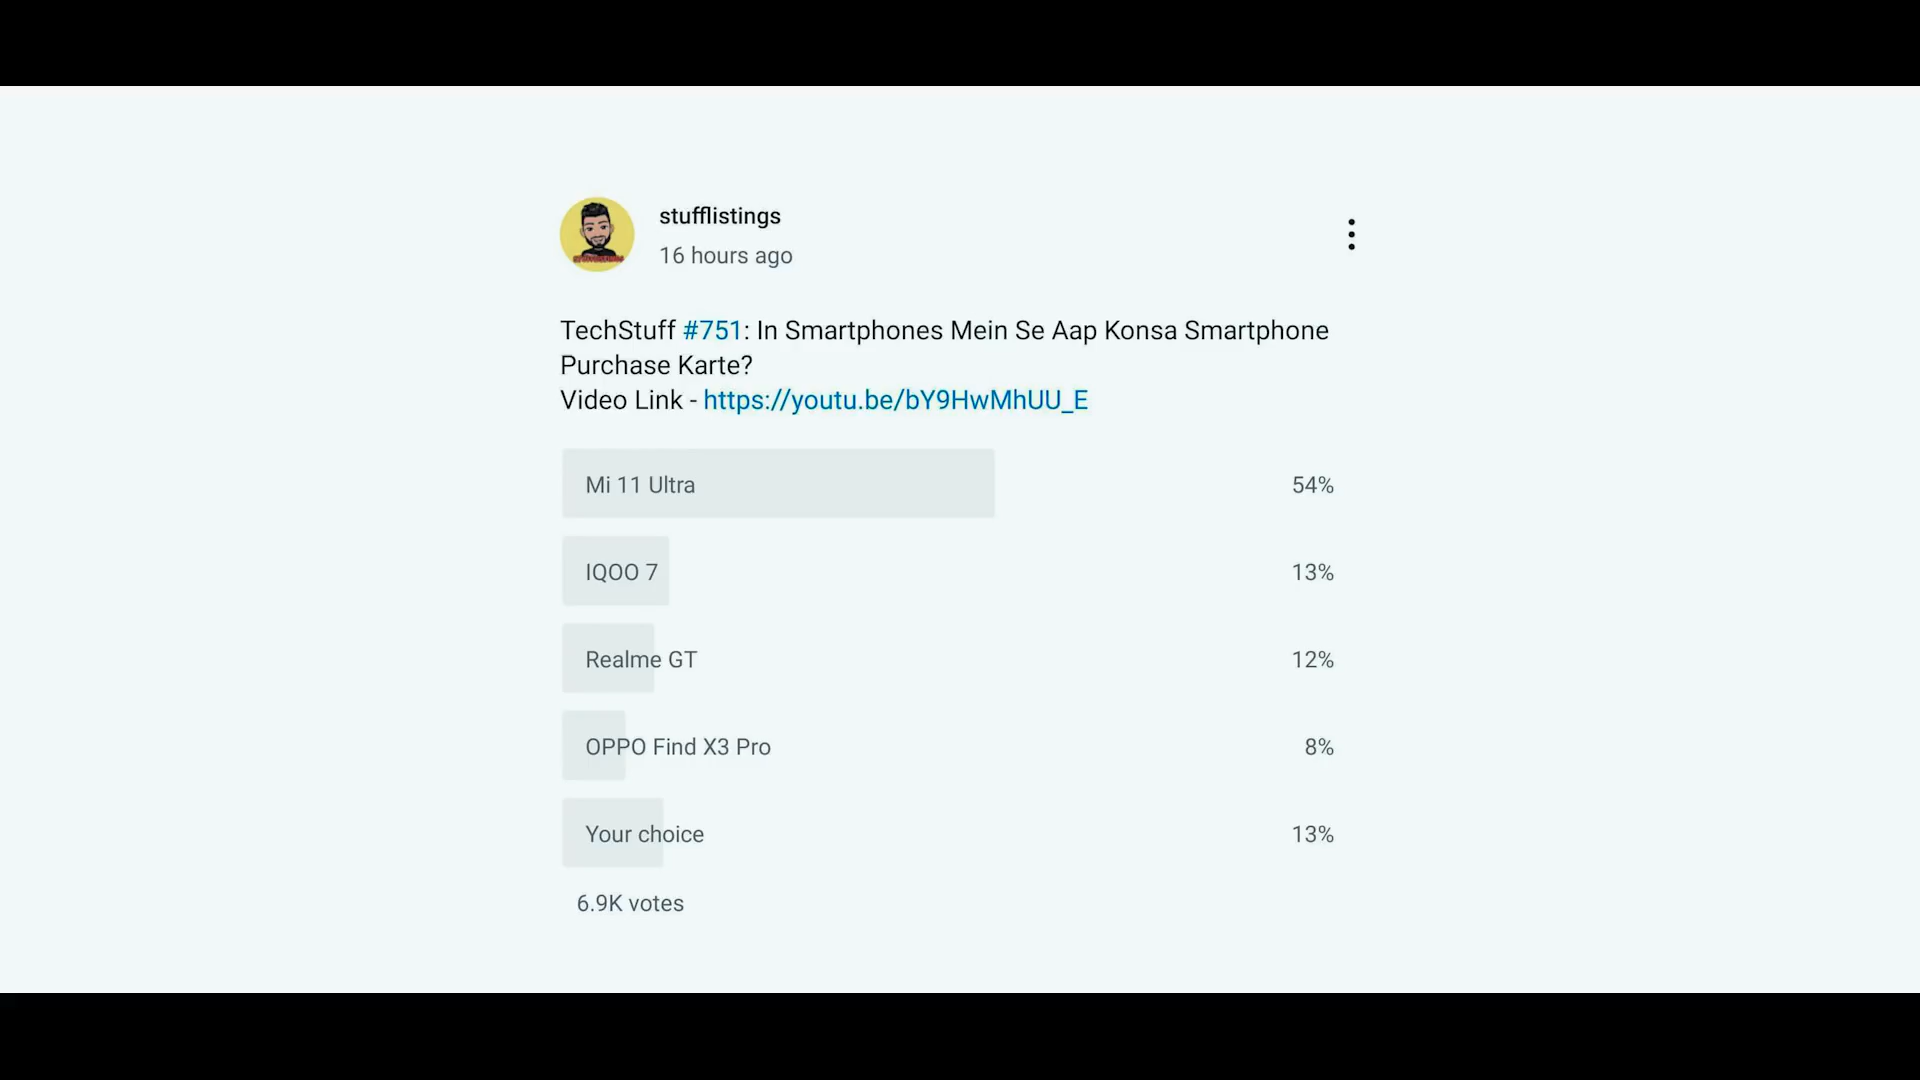 stufflistings
16 hours ago
TechStuff #751: In Smartphones Mein Se Aap Konsa Smartphone
Purchase Karte?
Video Link - https://youtu.be/bY9HwMhUU_E
Mi 11 Ultra 54%
IQOO 7 13%
Realme GT 12%
OPPO Find X3 Pro 8%
Your choice 13%
6.9K votes